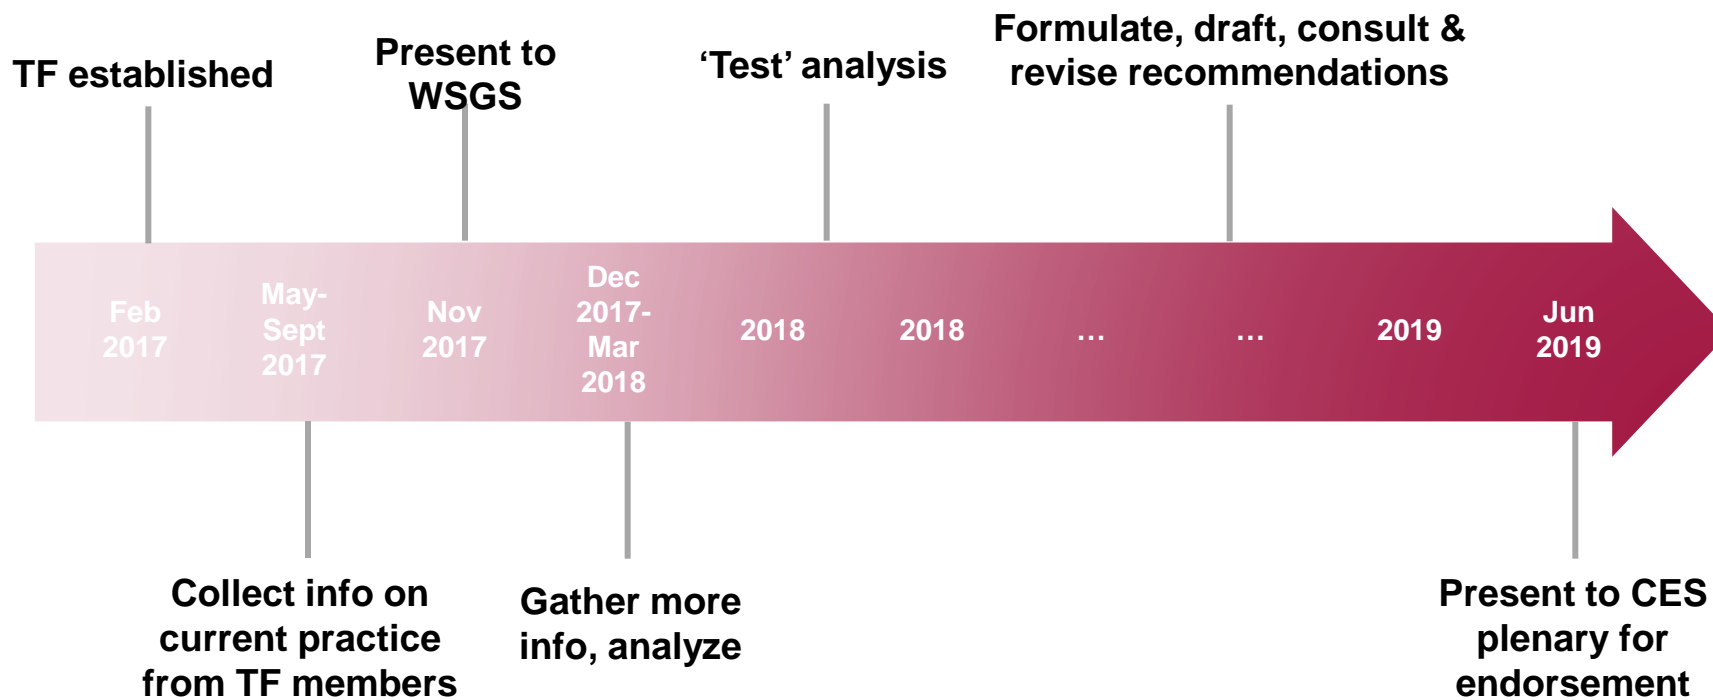 TF established
Present to
WSGS
‘Test’ analysis
Formulate, draft, consult &
revise recommendations
Feb
2017
May-
Sept
2017
Nov
2017
Dec
2017-
Mar
2018
2018
2018
...
...
2019
Jun
2019
Collect info on
current practice
from TF members
Gather more
info, analyze
Present to CES
plenary for
endorsement